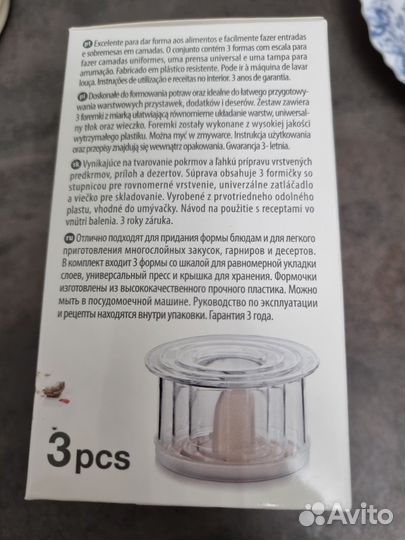 pt Excelente para dar forma aos alimentos e facilmente fazer entradas
e sobremesas em camadas. O conjunto contém 3 formas com escala para
fazer camadas uniformes, uma prensa universal e uma tampa para
arrumação. Fabricado em plástico resistente. Pode ir à máquina de lavar
louça. Instruções de utilização e receitas no interior. 3 anos de garantia.
pl Doskonałe do formowania potraw oraz idealne do łatwego przygotowy-
wania warstwowych przystawek, dodatków i deserów. Zestaw zawiera
3 foremki z miarką ułatwiającą równomierne układanie warstw, uniwersal-
ny tłok oraz wieczko. Foremki zostały wykonane z wysokiej jakości
wytrzymałego plastiku. Można myć w zmywarce. Instrukcja użytkowania
oraz przepisy znajdują się wewnątrz opakowania. Gwarancja 3- letnia.
sk Vynikajúce na tvarovanie pokrmov a ľahkú prípravu vrstvených
predkrmov, príloh a dezertov. Súprava obsahuje 3 formičky so
stupnicou pre rovnomerné vrstvenie, univerzálne zatláčadlo
a viečko pre skladovanie. Vyrobené z prvotriedneho odolného
plastu, vhodné do umývačky. Návod na použitie s receptami vo
vnútri balenia. 3 roky záruka.
ru Отлично подходят для придания формы блюдам и для легкого
приготовления многослойных закусок, гарниров и десертов.
В комплект входит 3 формы со шкалой для равномерной укладки
слоев, универсальный пресс и крышка для хранения. Формочки
изготовлены из высококачественного прочного пластика. Можно
мыть в посудомоечной машине. Руководство по эксплуатации
и рецепты находятся внутри упаковки. Гарантия 3 года.
3 pcs
Avito